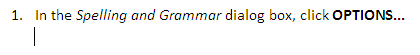 1. In the Spelling and Grammar dialog box, click OPTIONS...